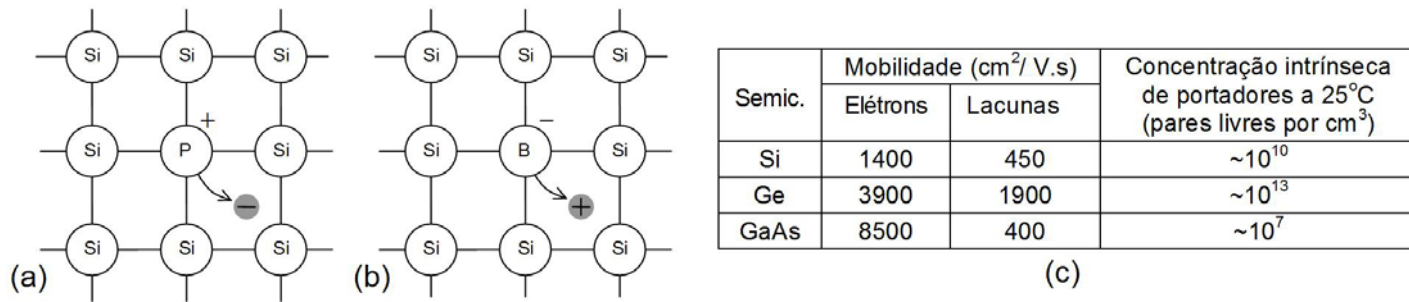 Si Si Si
+
Si P Si
−
Si Si Si
(a)
Si Si Si
−
Si B Si
+
Si Si Si
(b)
Semic. Mobilidade (cm²/ V.s) Concentração intrínseca
de portadores a 25°C
(pares livres por cm³)
Elétrons Lacunas
Si 1400 450 ~10¹⁰
Ge 3900 1900 ~10¹³
GaAs 8500 400 ~10⁷
(c)